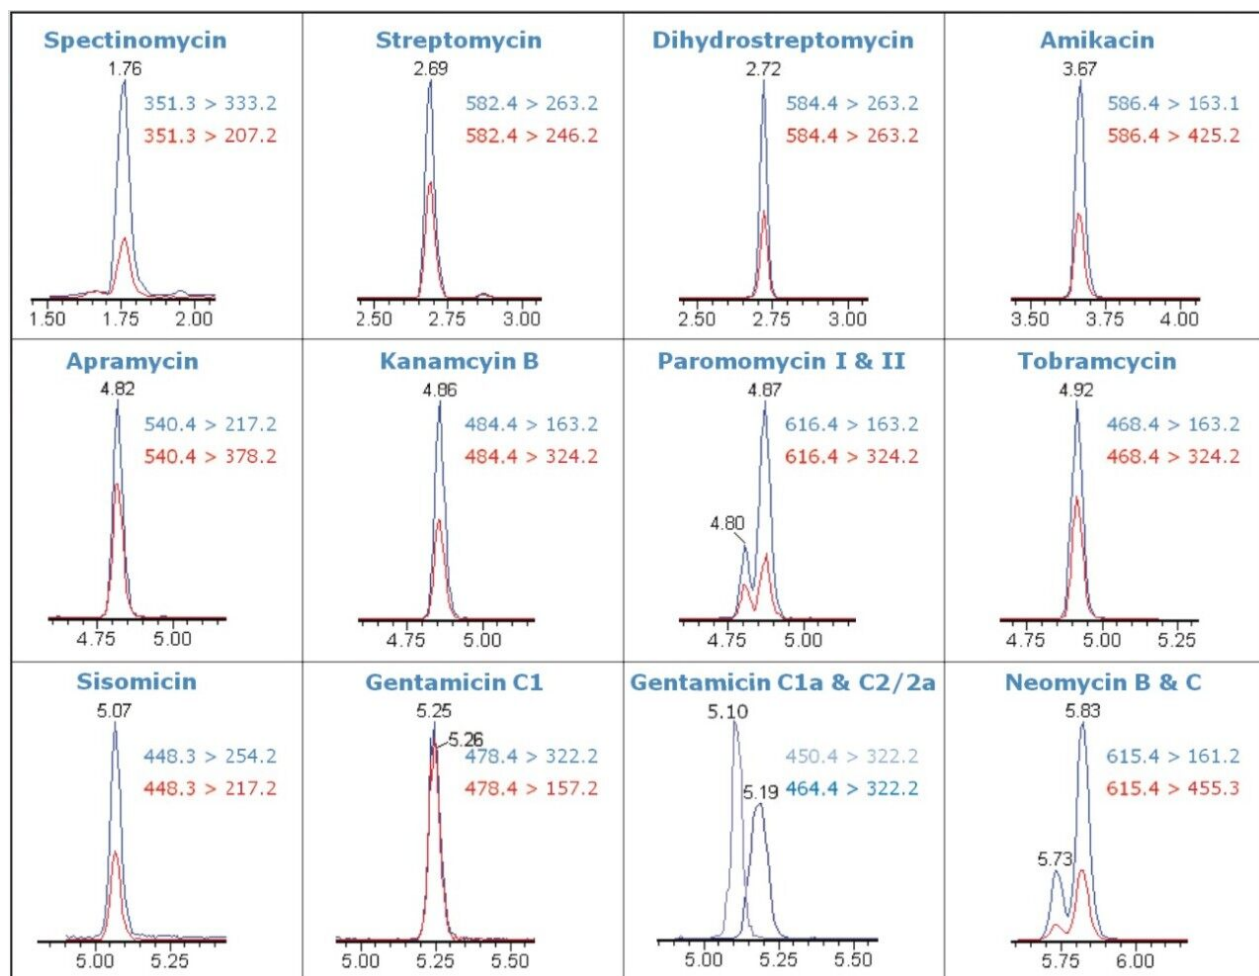 Spectinomycin
1.76
351.3 > 333.2
351.3 > 207.2
1.50 1.75 2.00
Streptomycin
2.69
582.4 > 263.2
582.4 > 246.2
2.50 2.75 3.00
Dihydrostreptomycin
2.72
584.4 > 263.2
584.4 > 263.2
2.50 2.75 3.00
Amikacin
3.67
586.4 > 163.1
586.4 > 425.2
3.50 3.75 4.00
Apramycin
4.82
540.4 > 217.2
540.4 > 378.2
4.75 5.00
Kanamcyin B
4.86
484.4 > 163.2
484.4 > 324.2
4.75 5.00
Paromomycin I & II
4.87
616.4 > 163.2
616.4 > 324.2
4.80
4.75 5.00
Tobramcycin
4.92
468.4 > 163.2
468.4 > 324.2
4.75 5.00 5.25
Sisomicin
5.07
448.3 > 254.2
448.3 > 217.2
5.00 5.25
Gentamicin C1
5.25
5.26
478.4 > 322.2
478.4 > 157.2
5.00 5.25 5.50
Gentamicin C1a & C2/2a
5.10
450.4 > 322.2
464.4 > 322.2
5.19
5.00 5.25 5.50
Neomycin B & C
5.83
615.4 > 161.2
615.4 > 455.3
5.73
5.75 6.00